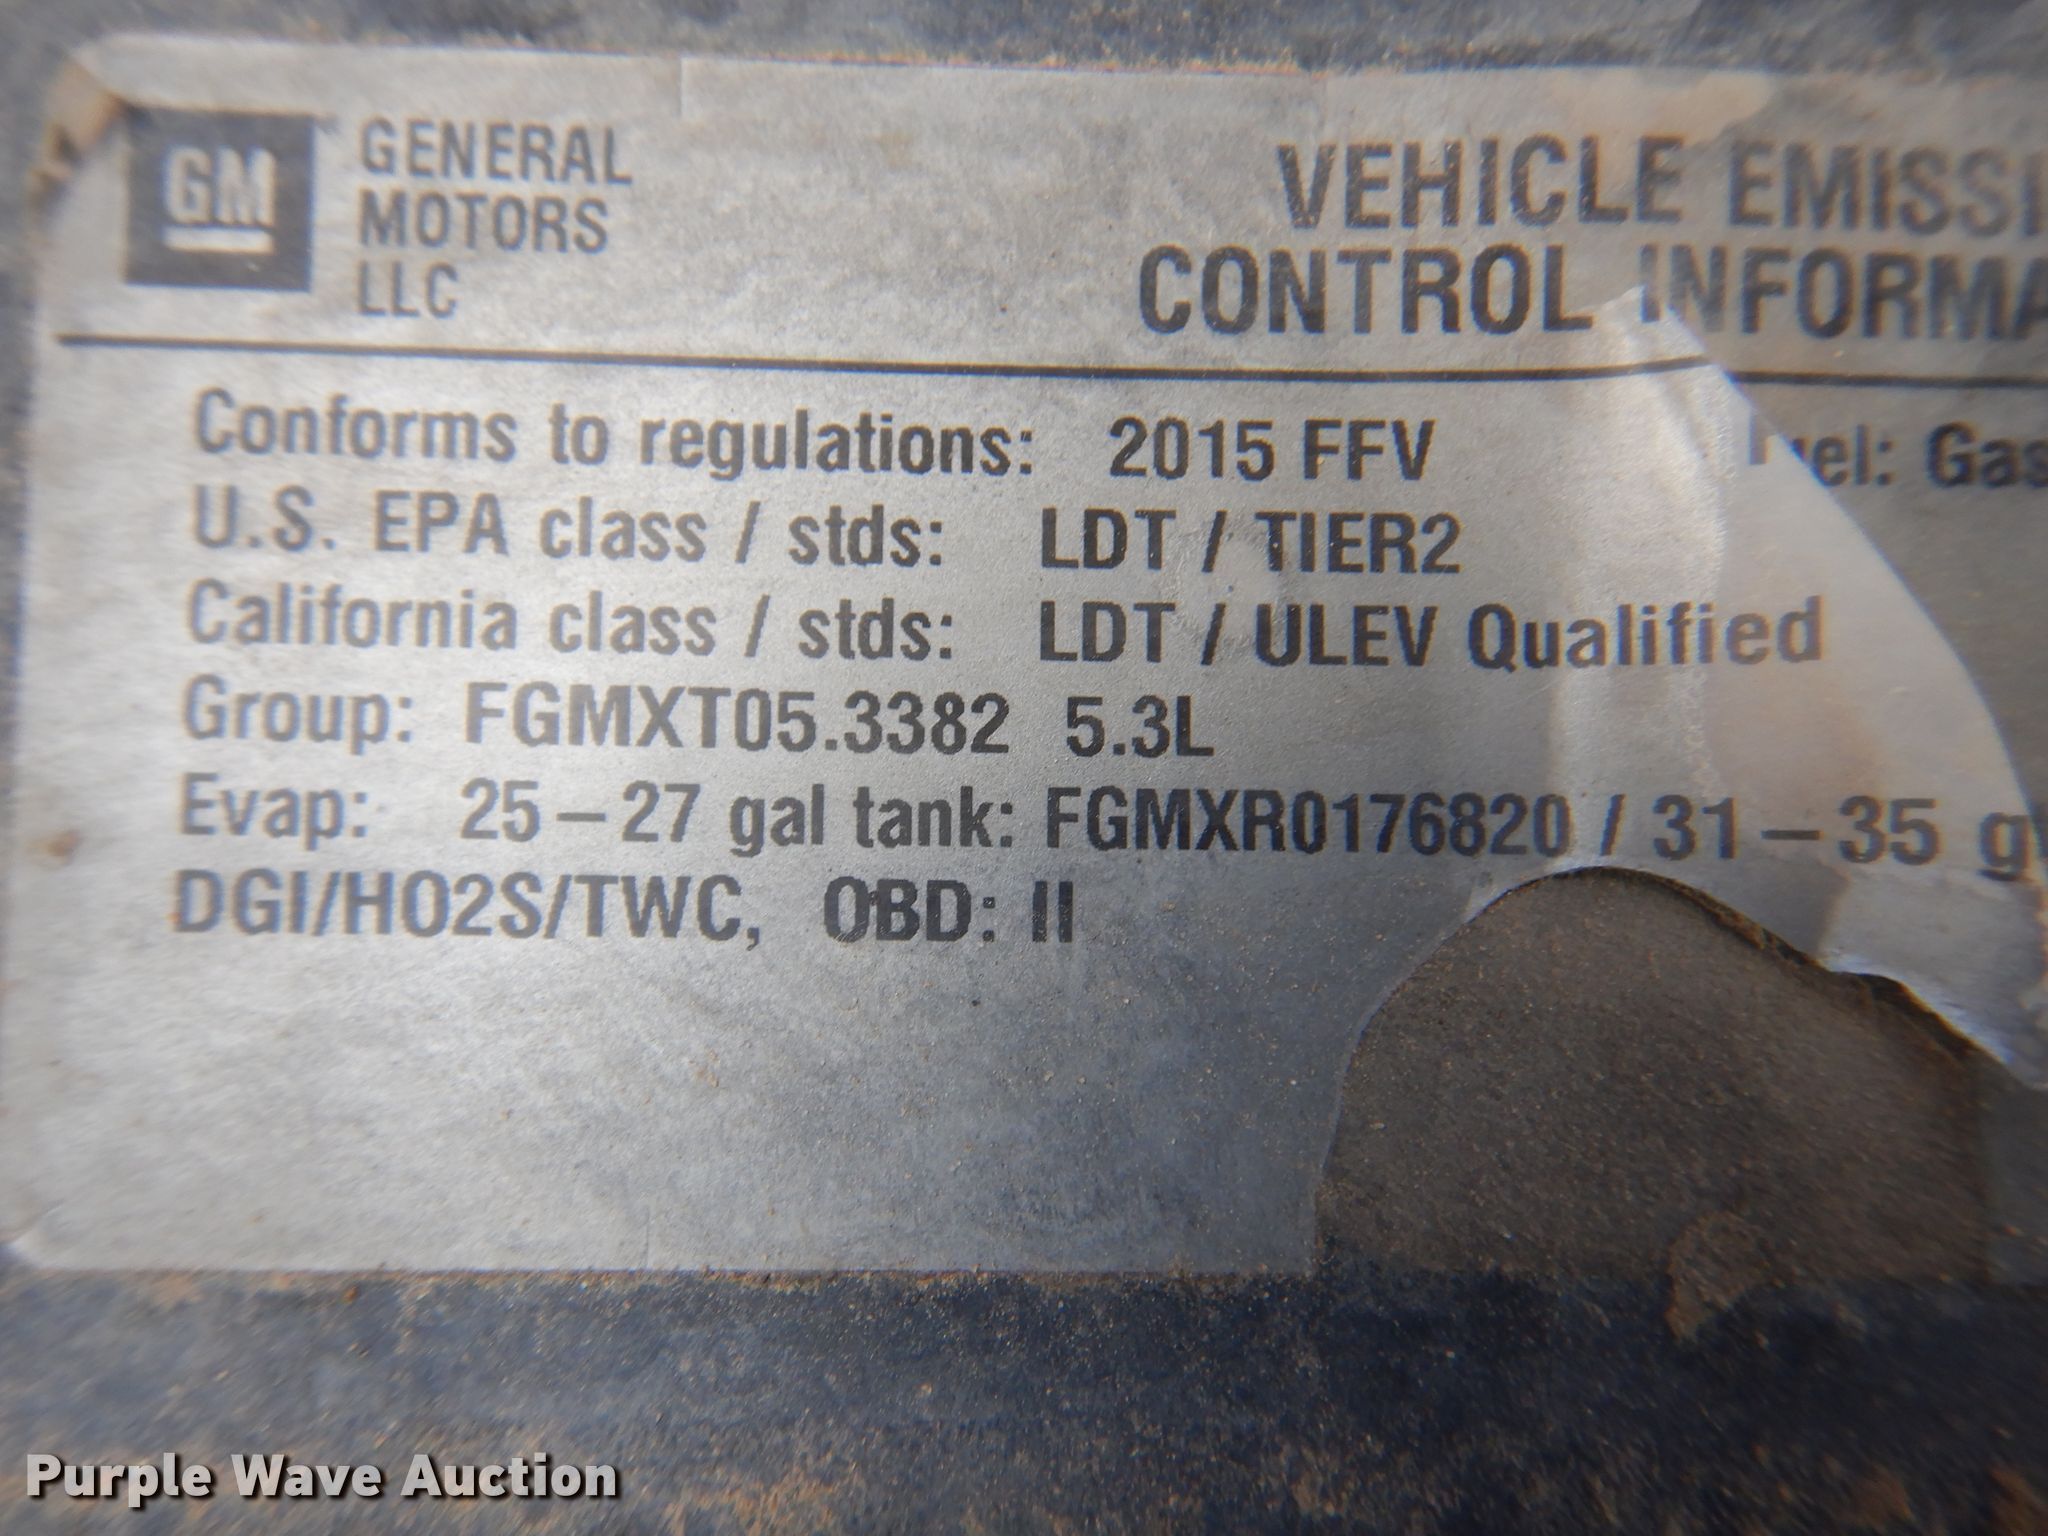 GM
GENERAL
MOTORS
LLC
VEHICLE EMISSI
CONTROL INFORMA
Conforms to regulations: 2015 FFV
Fuel: Gas
U.S. EPA class / stds: LDT / TIER2
California class / stds: LDT / ULEV Qualified
Group: FGMXT05.3382 5.3L
Evap: 25-27 gal tank: FGMXR0176820 / 31-35 g
DGI/HO2S/TWC, OBD: II
Purple Wave Auction